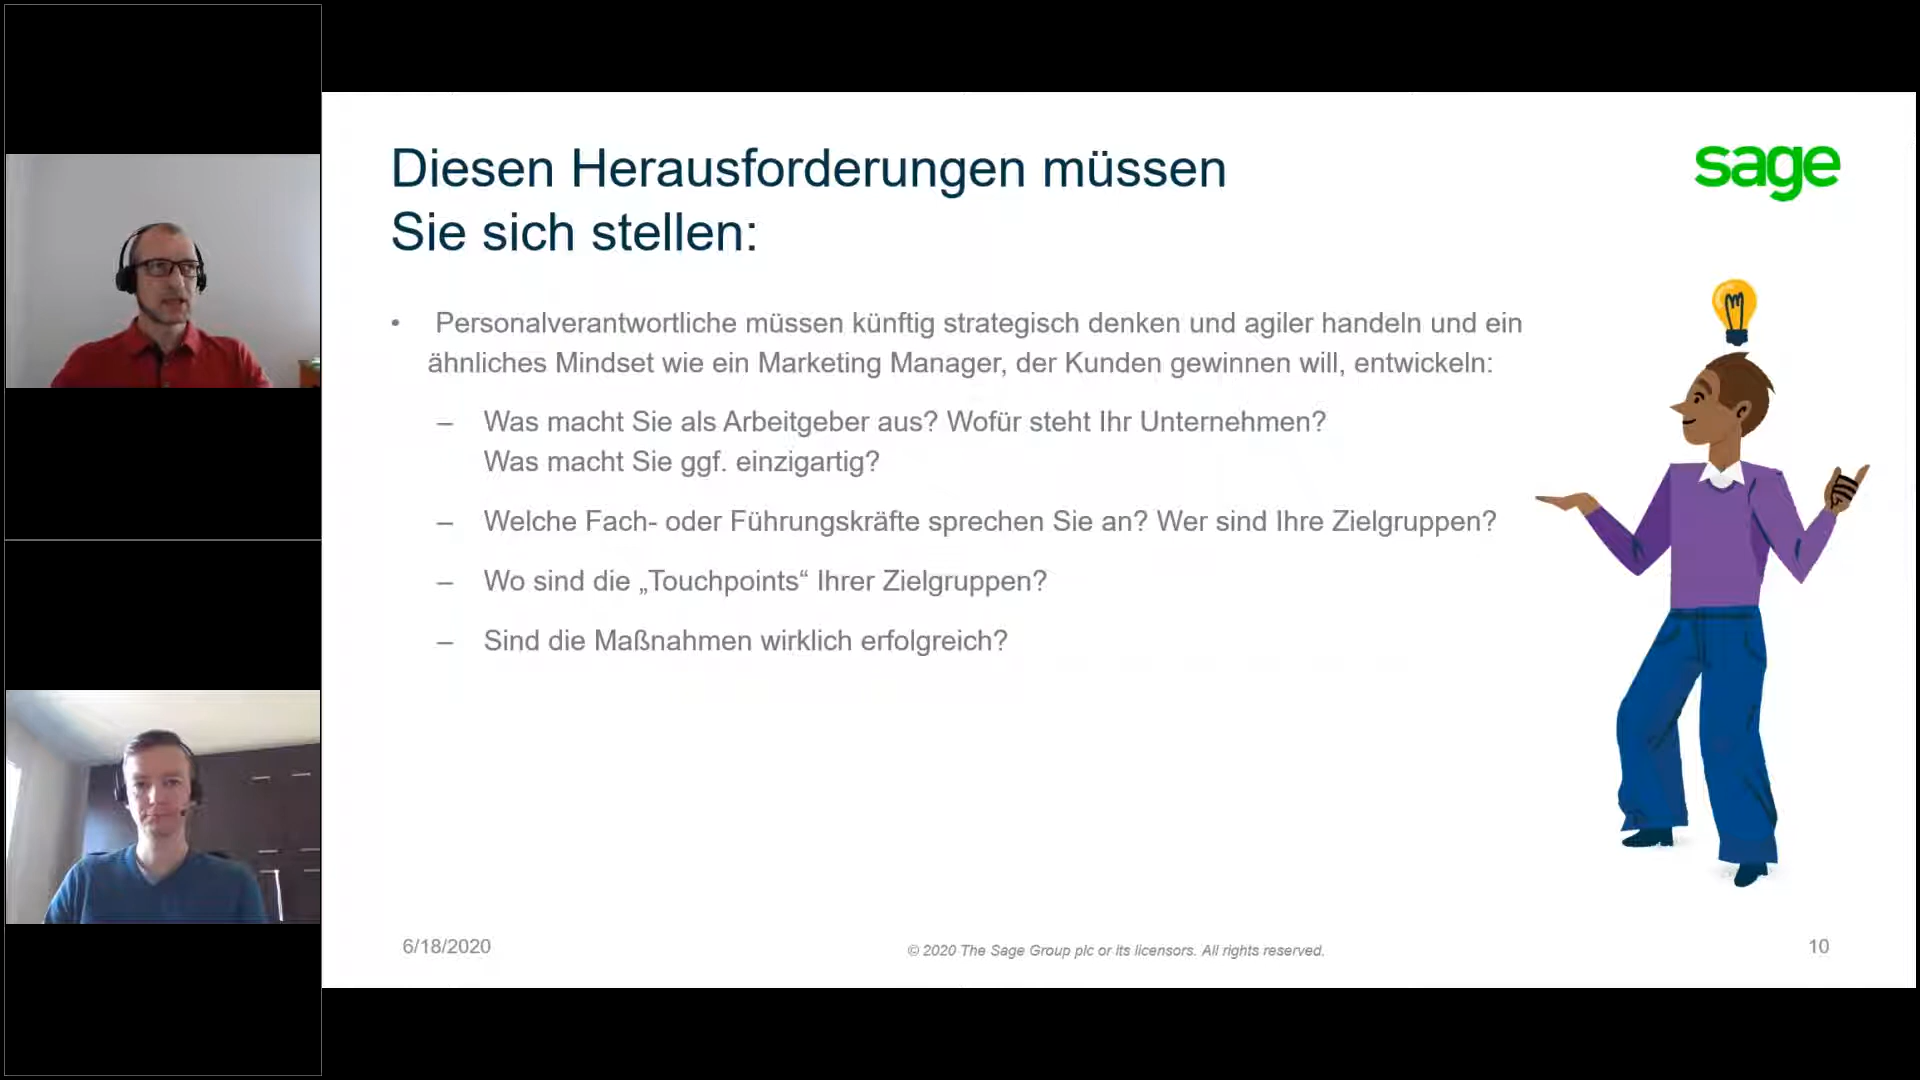 Diesen Herausforderungen müssen
Sie sich stellen:
sage
• Personalverantwortliche müssen künftig strategisch denken und agiler handeln und ein
ähnliches Mindset wie ein Marketing Manager, der Kunden gewinnen will, entwickeln:
– Was macht Sie als Arbeitgeber aus? Wofür steht Ihr Unternehmen?
Was macht Sie ggf. einzigartig?
– Welche Fach- oder Führungskräfte sprechen Sie an? Wer sind Ihre Zielgruppen?
– Wo sind die „Touchpoints“ Ihrer Zielgruppen?
– Sind die Maßnahmen wirklich erfolgreich?
6/18/2020
© 2020 The Sage Group plc or its licensors. All rights reserved.
10